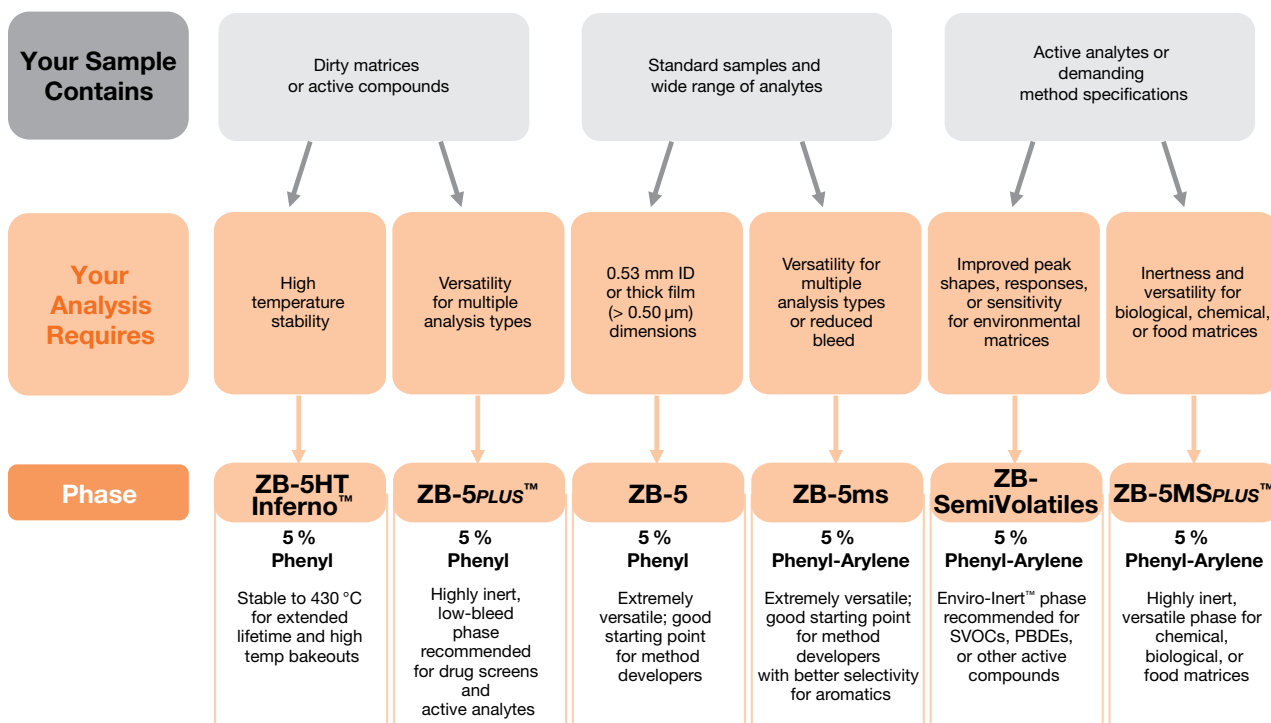 Your Sample
Contains
Dirty matrices
or active compounds
Standard samples and
wide range of analytes
Active analytes or
demanding
method specifications
Your
Analysis
Requires
High
temperature
stability
Versatility
for multiple
analysis types
0.53 mm ID
or thick film
(> 0.50 µm)
dimensions
Versatility for
multiple
analysis types
or reduced
bleed
Improved peak
shapes, responses,
or sensitivity
for environmental
matrices
Inertness and
versatility for
biological, chemical,
or food matrices
Phase
ZB-5HT
Inferno™
ZB-5PLUS™
ZB-5
ZB-5ms
ZB-
SemiVolatiles
ZB-5MSPLUS™
5 %
Phenyl
Stable to 430 °C
for extended
lifetime and high
temp bakeouts
5 %
Phenyl
Highly inert,
low-bleed
phase
recommended
for drug screens
and
active analytes
5 %
Phenyl
Extremely
versatile; good
starting point
for method
developers
5 %
Phenyl-Arylene
Extremely versatile;
good starting point
for method
developers
with better selectivity
for aromatics
5 %
Phenyl-Arylene
Enviro-Inert™ phase
recommended for
SVOCs, PBDEs,
or other active
compounds
5 %
Phenyl-Arylene
Highly inert,
versatile phase for
chemical,
biological, or
food matrices